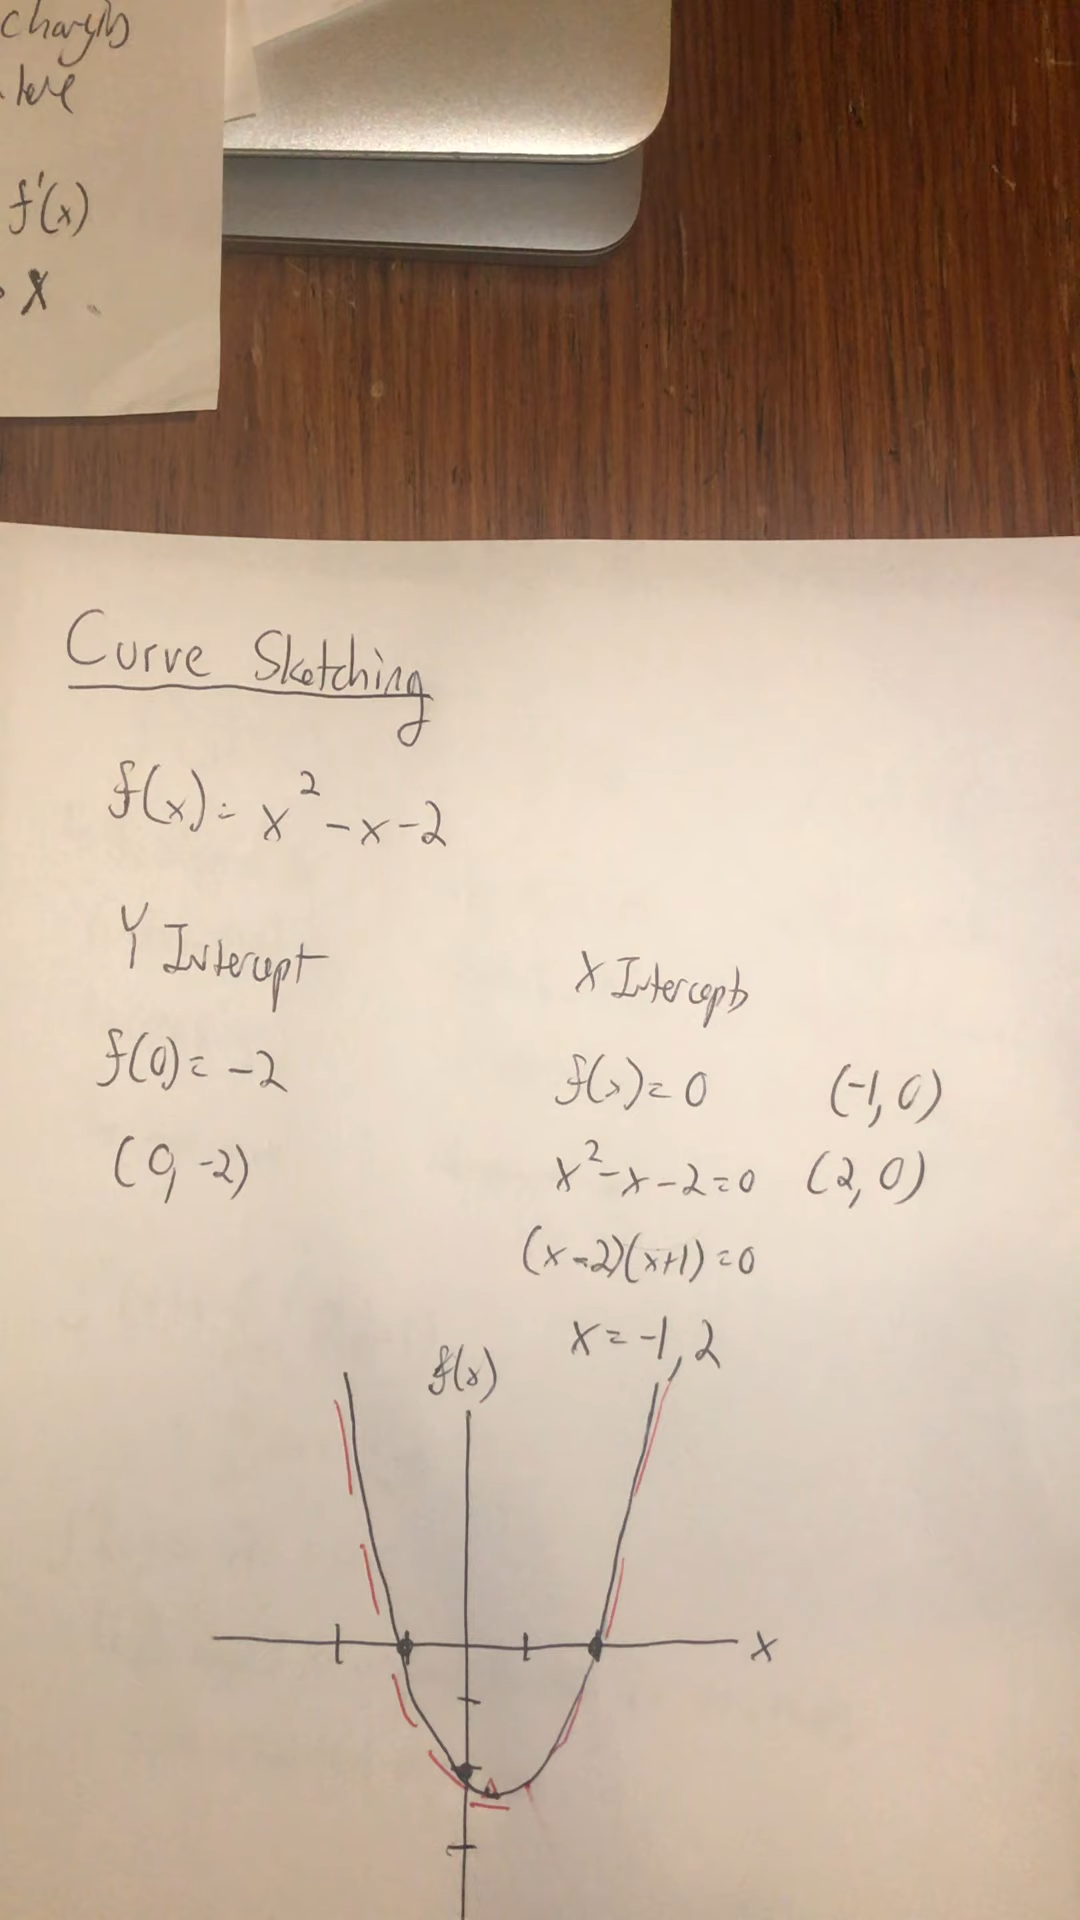 here
f'(x)
x
Curve Sketching
f(x) = x² - x - 2
Y Intercept
X Intercepts
f(0) = -2
f(x) = 0
(-1, 0)
(0, -2)
x² - x - 2 = 0
(2, 0)
(x - 2)(x + 1) = 0
x = -1, 2
f(x)
x